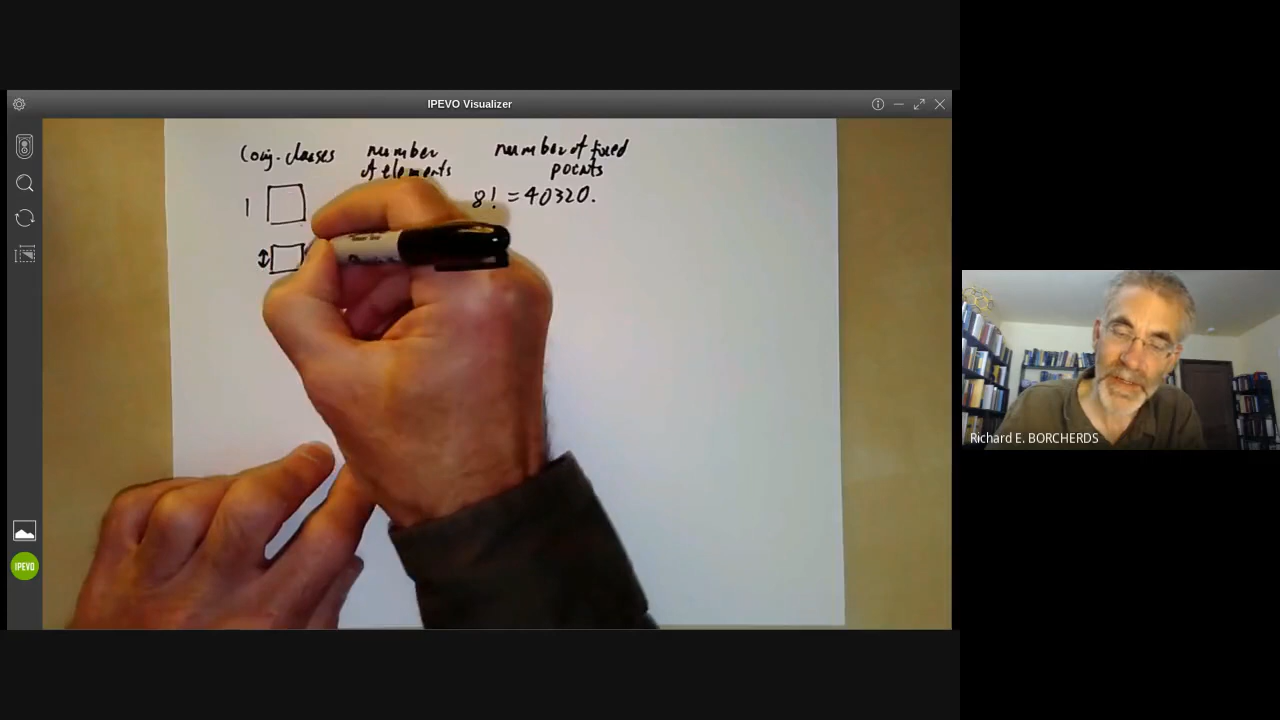 IPEVO Visualizer
Conj. classes number of elements number of fixed points
1 8! = 40320.
Richard E. BORCHERDS
IPEVO